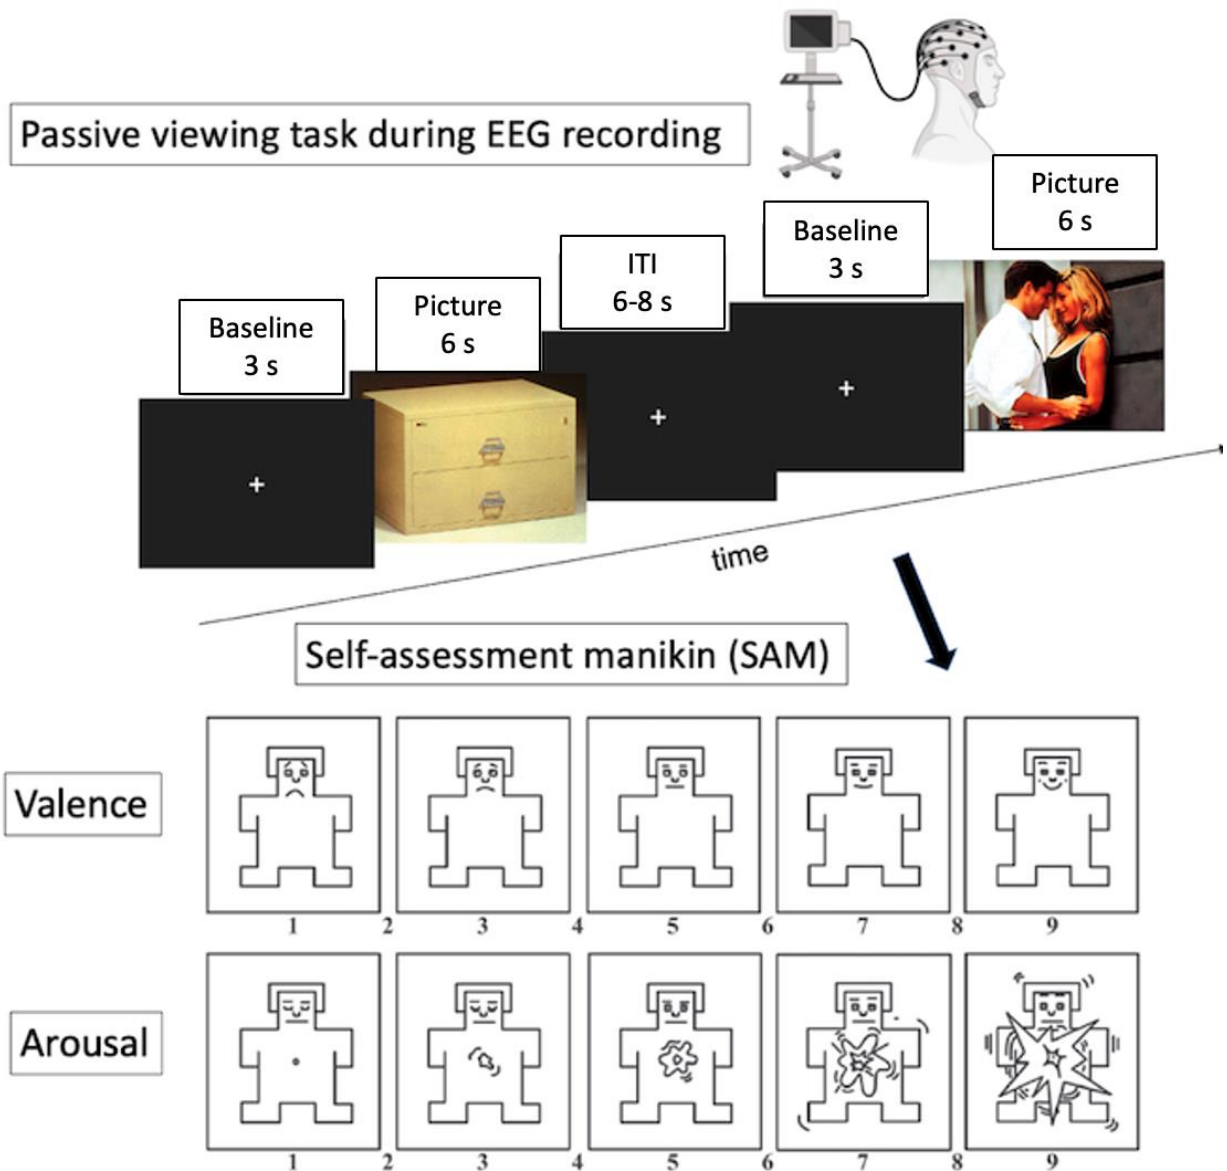 Passive viewing task during EEG recording
Baseline
3 s
Picture
6 s
ITI
6-8 s
Baseline
3 s
Picture
6 s
time
Self-assessment manikin (SAM)
Valence
1 2 3 4 5 6 7 8 9
Arousal
1 2 3 4 5 6 7 8 9